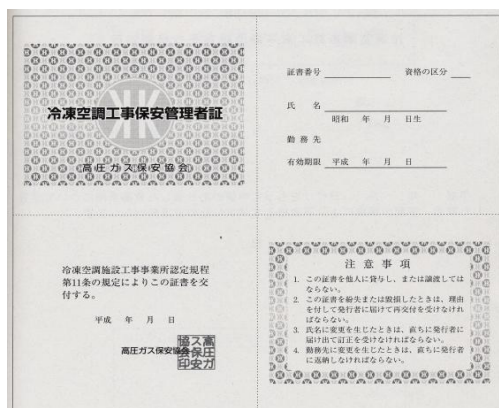 冷凍空調工事保安管理者証
高圧ガス保安協会
証書番号 資格の区分
氏 名
昭和 年 月 日生
勤務先
有効期限 平成 年 月 日
冷凍空調施設工事事業所認定規程
第11条の規定によりこの証書を交
付する。
平成 年 月 日
高圧ガス保安協会
高圧ガス保安協会印
注意事項
1. この証書を他人に貸与し、または譲渡しては
ならない。
2. この証書を紛失または毀損したときは、理由
を付して発行者に届けて再交付を受けなけれ
ばならない。
3. 氏名に変更を生じたときは、直ちに発行者に
届け出て訂正を受けなければならない。
4. 勤務先に変更を生じたときは、直ちに発行者
に返納しなければならない。